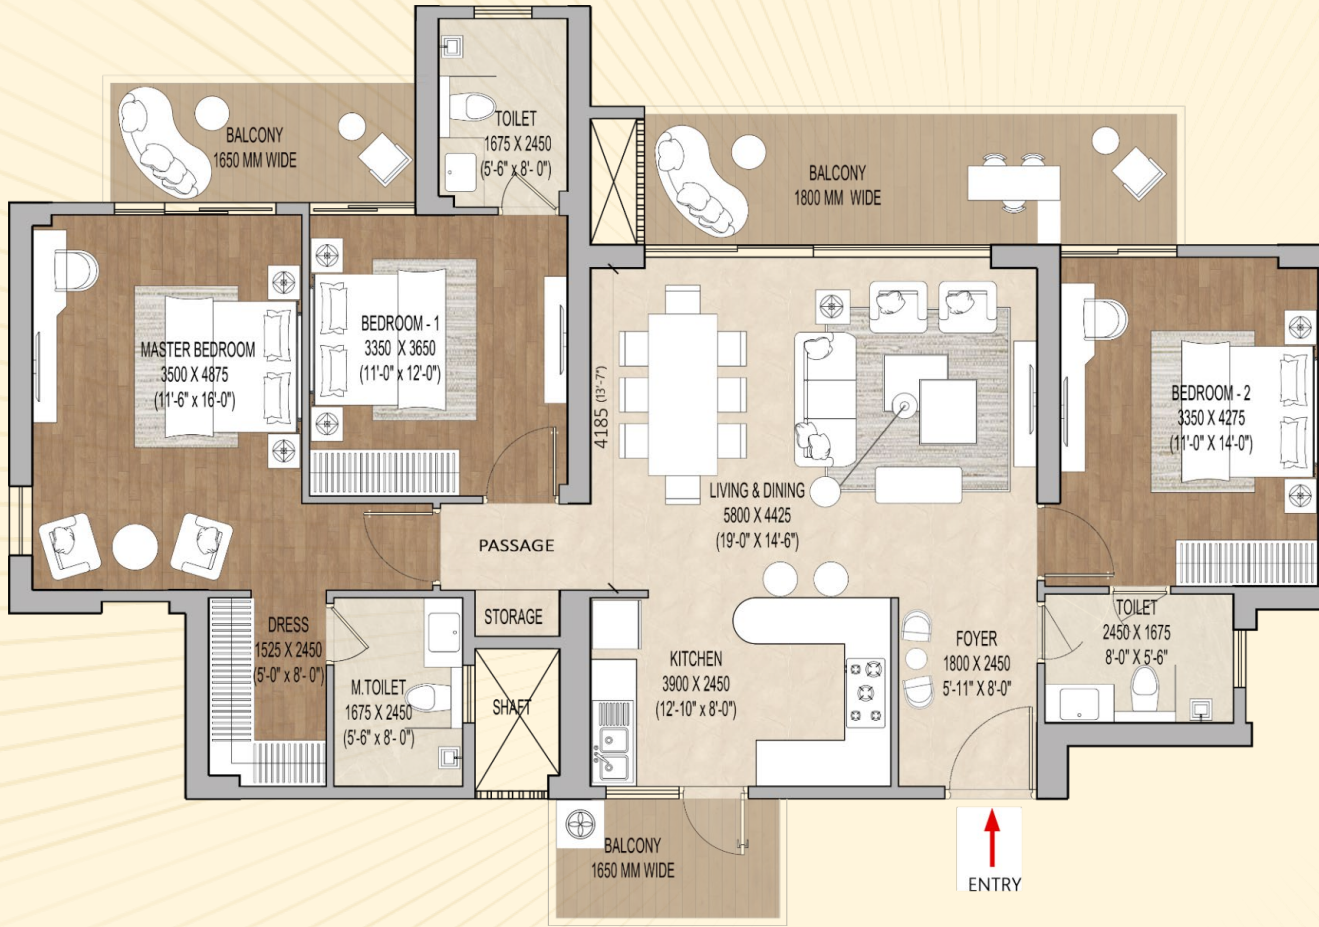 TOILET
1675 X 2450
(5'-6" x 8'- 0")
BALCONY
1650 MM WIDE
BALCONY
1800 MM WIDE
MASTER BEDROOM
3500 X 4875
(11'-6" x 16'-0")
BEDROOM - 1
3350 X 3650
(11'-0" x 12'-0")
4185 (13'-7")
LIVING & DINING
5800 X 4425
(19'-0" X 14'-6")
BEDROOM - 2
3350 X 4275
(11'-0" X 14'-0")
PASSAGE
STORAGE
DRESS
1525 X 2450
(5'-0" x 8'- 0")
M.TOILET
1675 X 2450
(5'-6" x 8'- 0")
SHAFT
KITCHEN
3900 X 2450
(12'-10" x 8'-0")
FOYER
1800 X 2450
5'-11" X 8'-0"
TOILET
2450 X 1675
8'-0" X 5'-6"
BALCONY
1650 MM WIDE
ENTRY